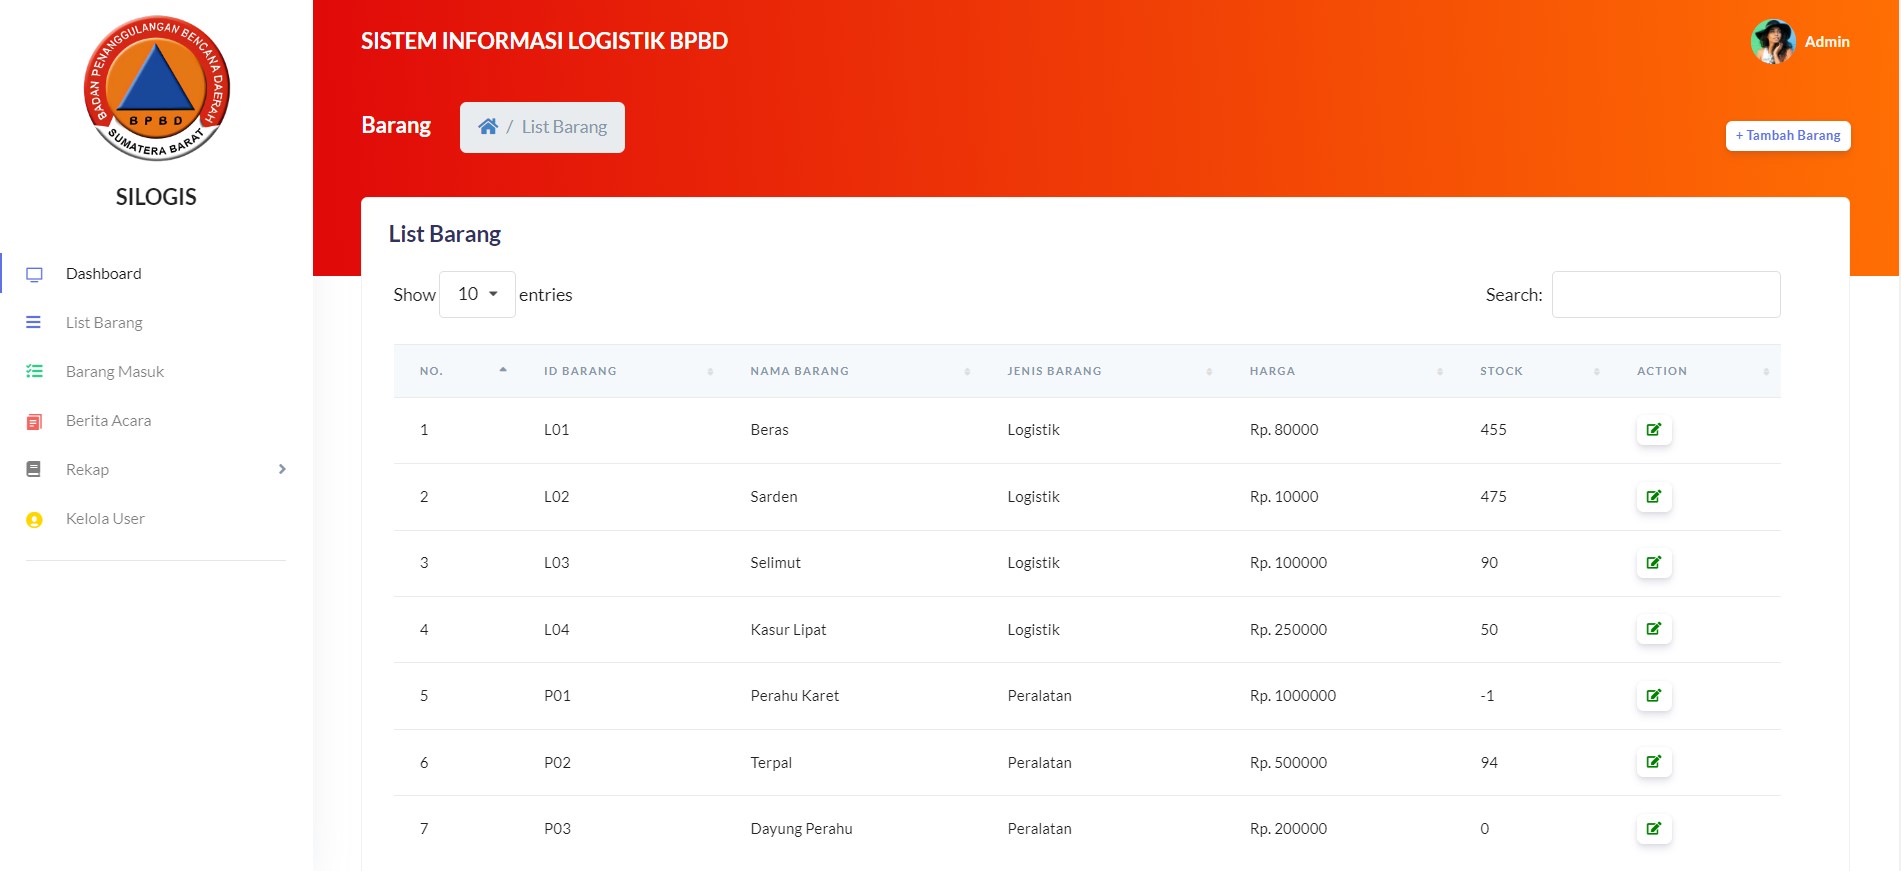 BADAN PENANGGULANGAN BENCANA DAERAH
BPBD
SUMATERA BARAT
SILOGIS
Dashboard
List Barang
Barang Masuk
Berita Acara
Rekap
Kelola User
SISTEM INFORMASI LOGISTIK BPBD
Admin
Barang
/ List Barang
+ Tambah Barang
List Barang
Show 10 entries
Search:
NO. ID BARANG NAMA BARANG JENIS BARANG HARGA STOCK ACTION
1 L01 Beras Logistik Rp. 80000 455
2 L02 Sarden Logistik Rp. 10000 475
3 L03 Selimut Logistik Rp. 100000 90
4 L04 Kasur Lipat Logistik Rp. 250000 50
5 P01 Perahu Karet Peralatan Rp. 1000000 -1
6 P02 Terpal Peralatan Rp. 500000 94
7 P03 Dayung Perahu Peralatan Rp. 200000 0